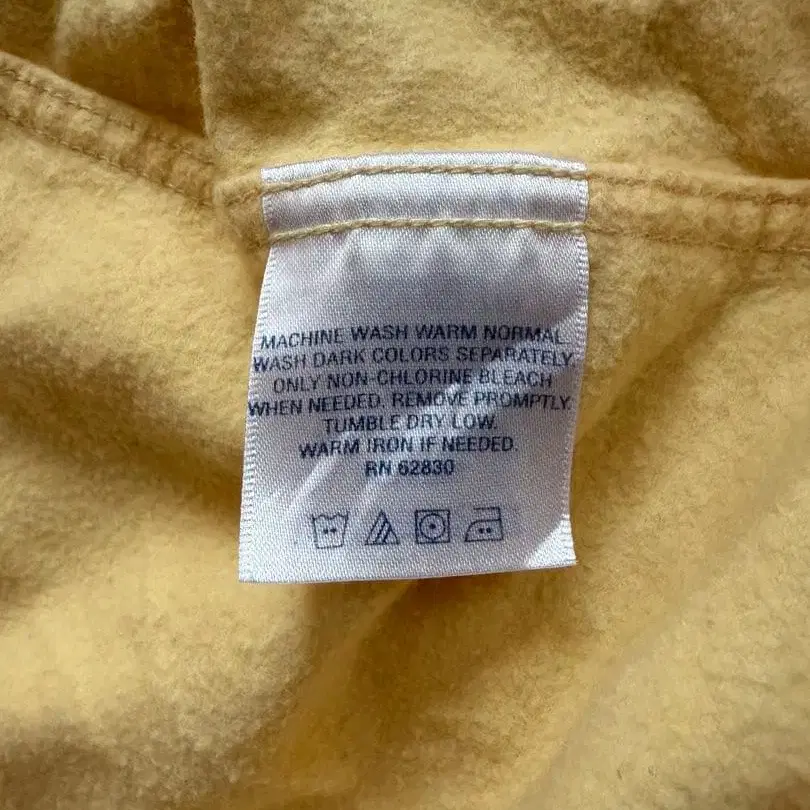 MACHINE WASH WARM NORMAL.
WASH DARK COLORS SEPARATELY.
ONLY NON-CHLORINE BLEACH
WHEN NEEDED. REMOVE PROMPTLY.
TUMBLE DRY LOW.
WARM IRON IF NEEDED.
RN 62830